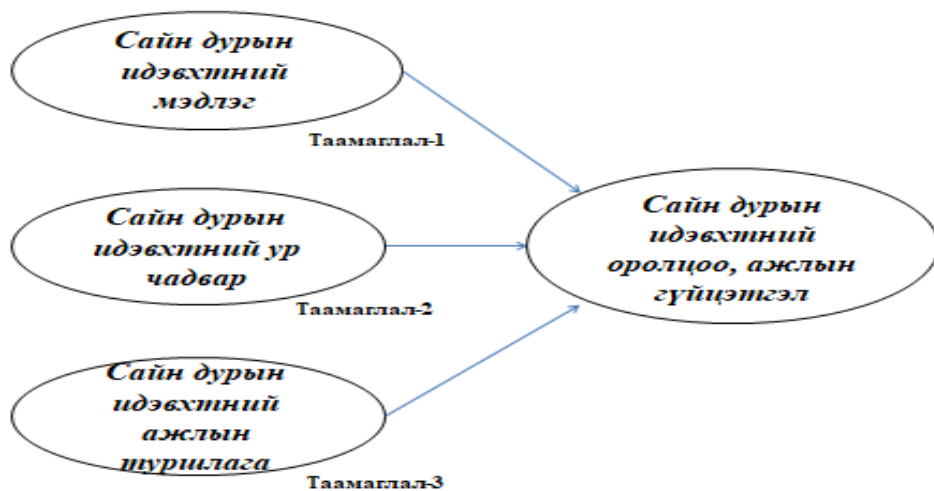 Сайн дурын
идэвхтний
мэдлэг
Таамаглал-1
Сайн дурын
идэвхтний ур
чадвар
Таамаглал-2
Сайн дурын
идэвхтний
ажлын
туршлага
Таамаглал-3
Сайн дурын
идэвхтний
оролцоо, ажлын
гүйцэтгэл